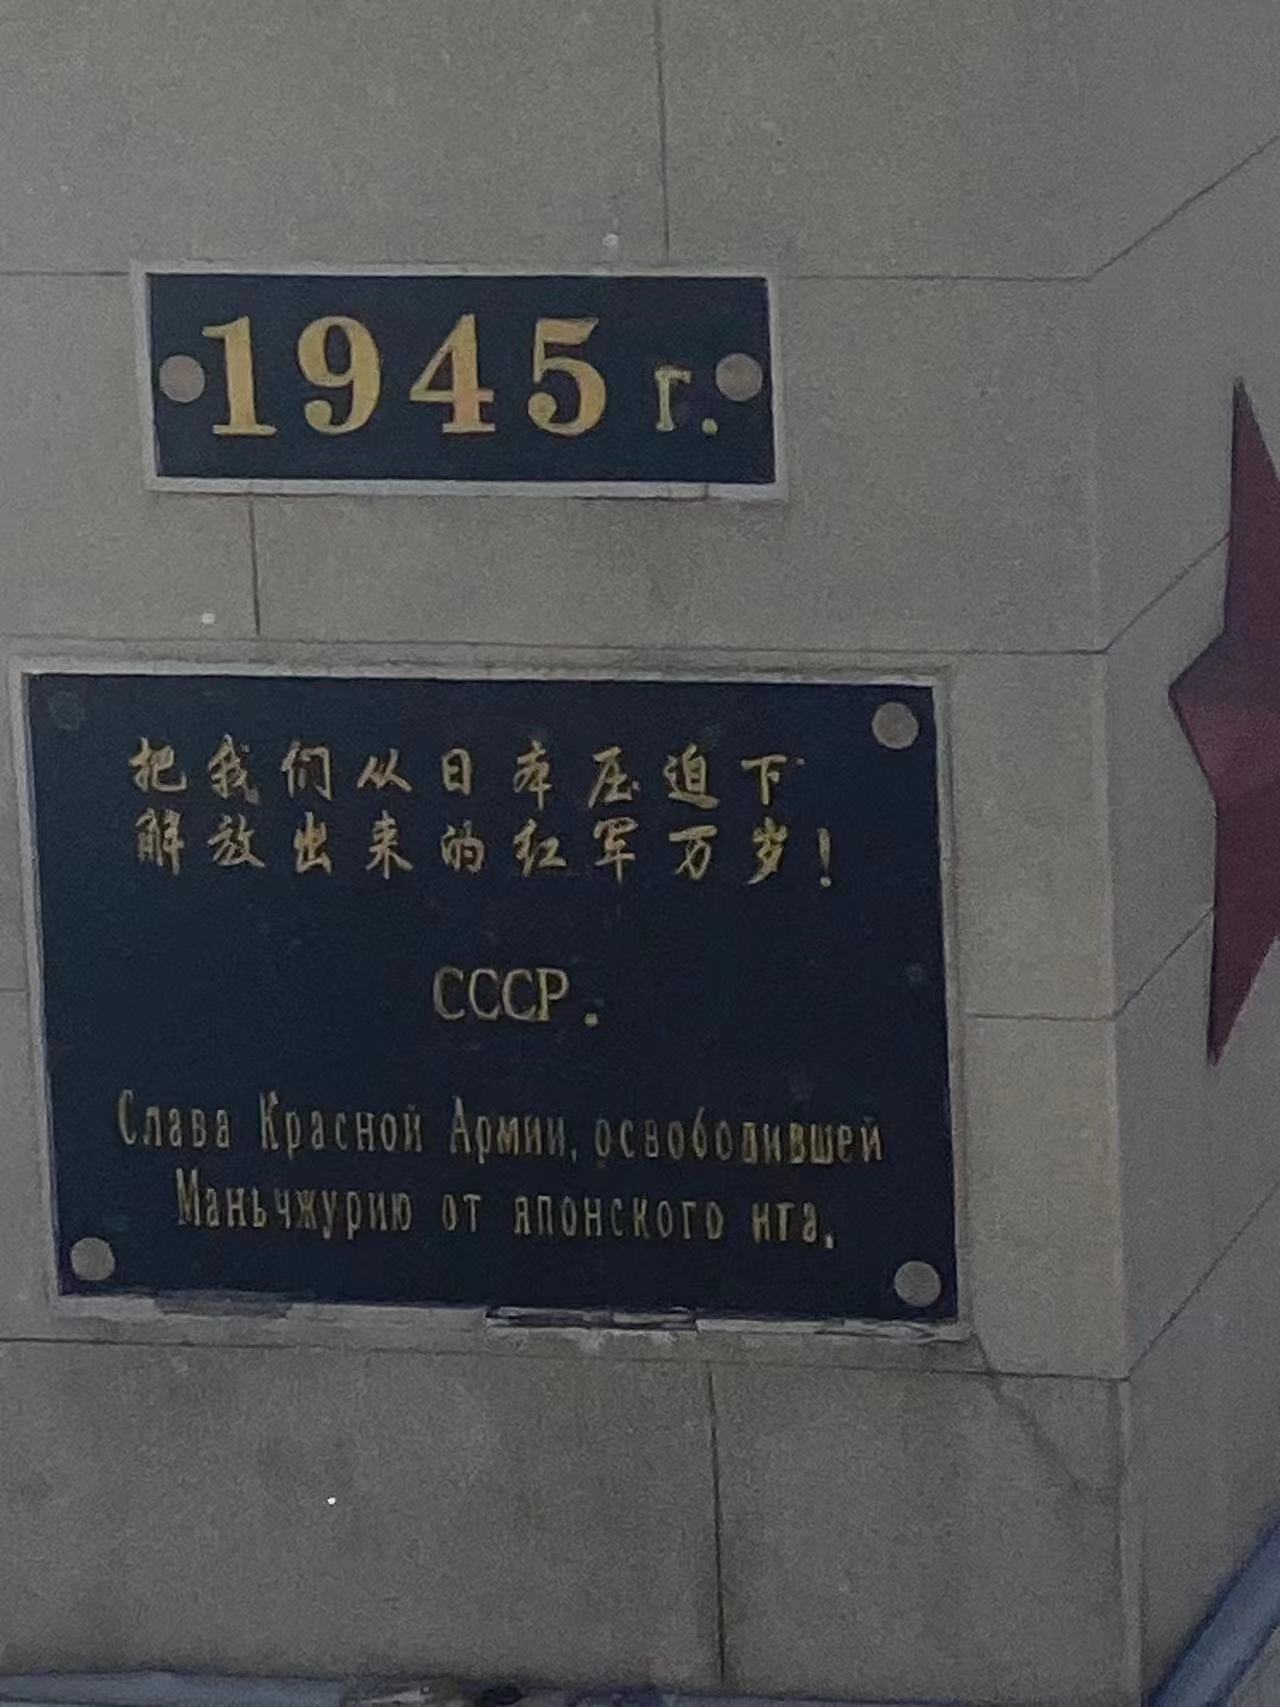 1945 г.
把我们从日本压迫下
解放出来的红军万岁！
СССР.
Слава Красной Армии, освободившей
Маньчжурию от японского ига.